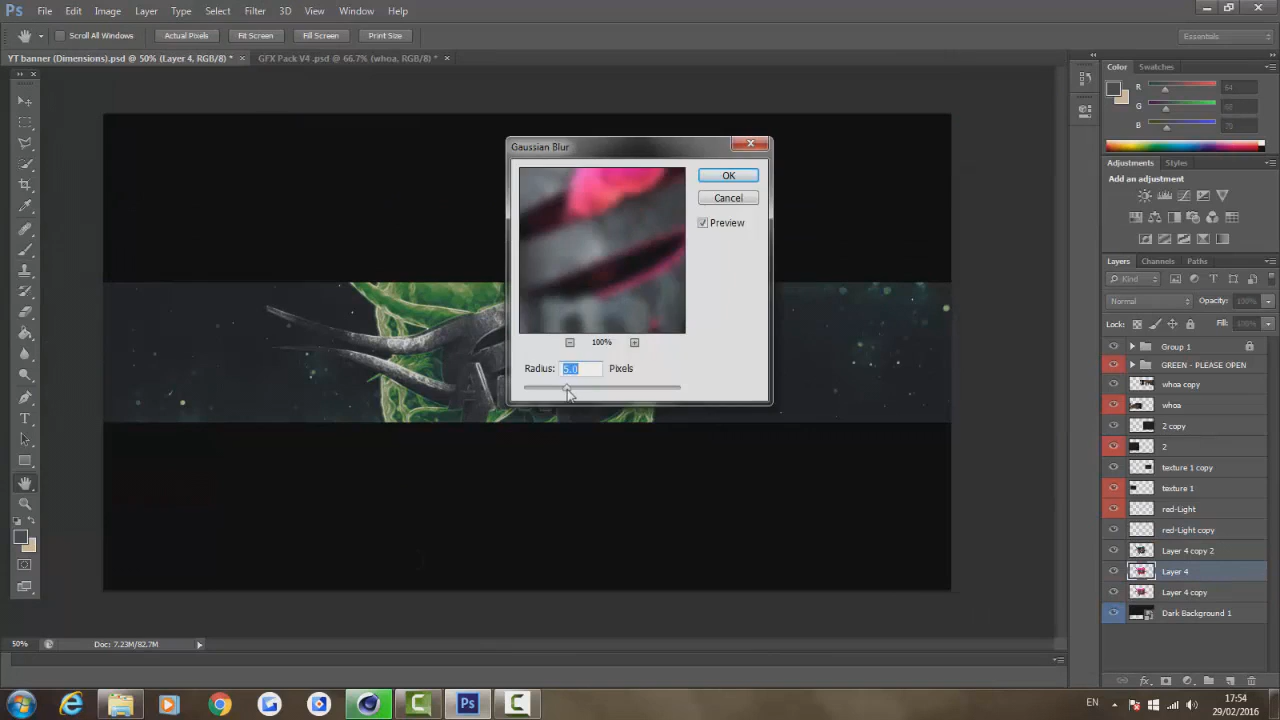 Ps File Edit Image Layer Type Select Filter 3D View Window Help
Scroll All Windows Actual Pixels Fit Screen Fill Screen Print Size Essentials
YT banner (Dimensions).psd @ 50% (Layer 4, RGB/8) * × GFX Pack V4 .psd @ 66.7% (whoa, RGB/8) * ×
Color Swatches
R 64
G 68
B 70
Adjustments Styles
Add an adjustment
Layers Channels Paths
Kind
Normal Opacity: 100%
Lock: Fill: 100%
Group 1
GREEN - PLEASE OPEN
whoa copy
whoa
2 copy
2
texture 1 copy
texture 1
red-Light
red-Light copy
Layer 4 copy 2
Layer 4
Layer 4 copy
Dark Background 1
Gaussian Blur
OK
Cancel
Preview
100%
Radius: 5.0 Pixels
50% Doc: 7.23M/82.7M
fx
Ps
EN
17:54
29/02/2016